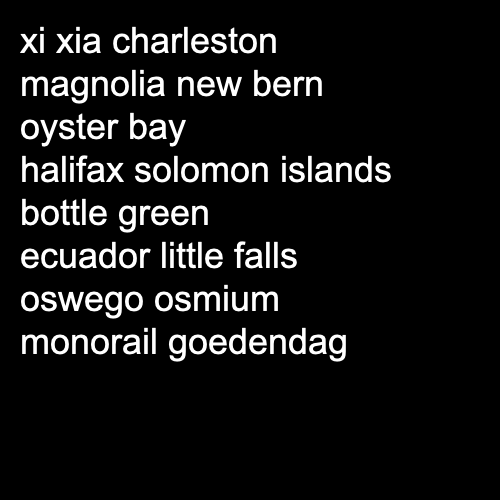 xi xia charleston
magnolia new bern
oyster bay
halifax solomon islands
bottle green
ecuador little falls
oswego osmium
monorail goedendag